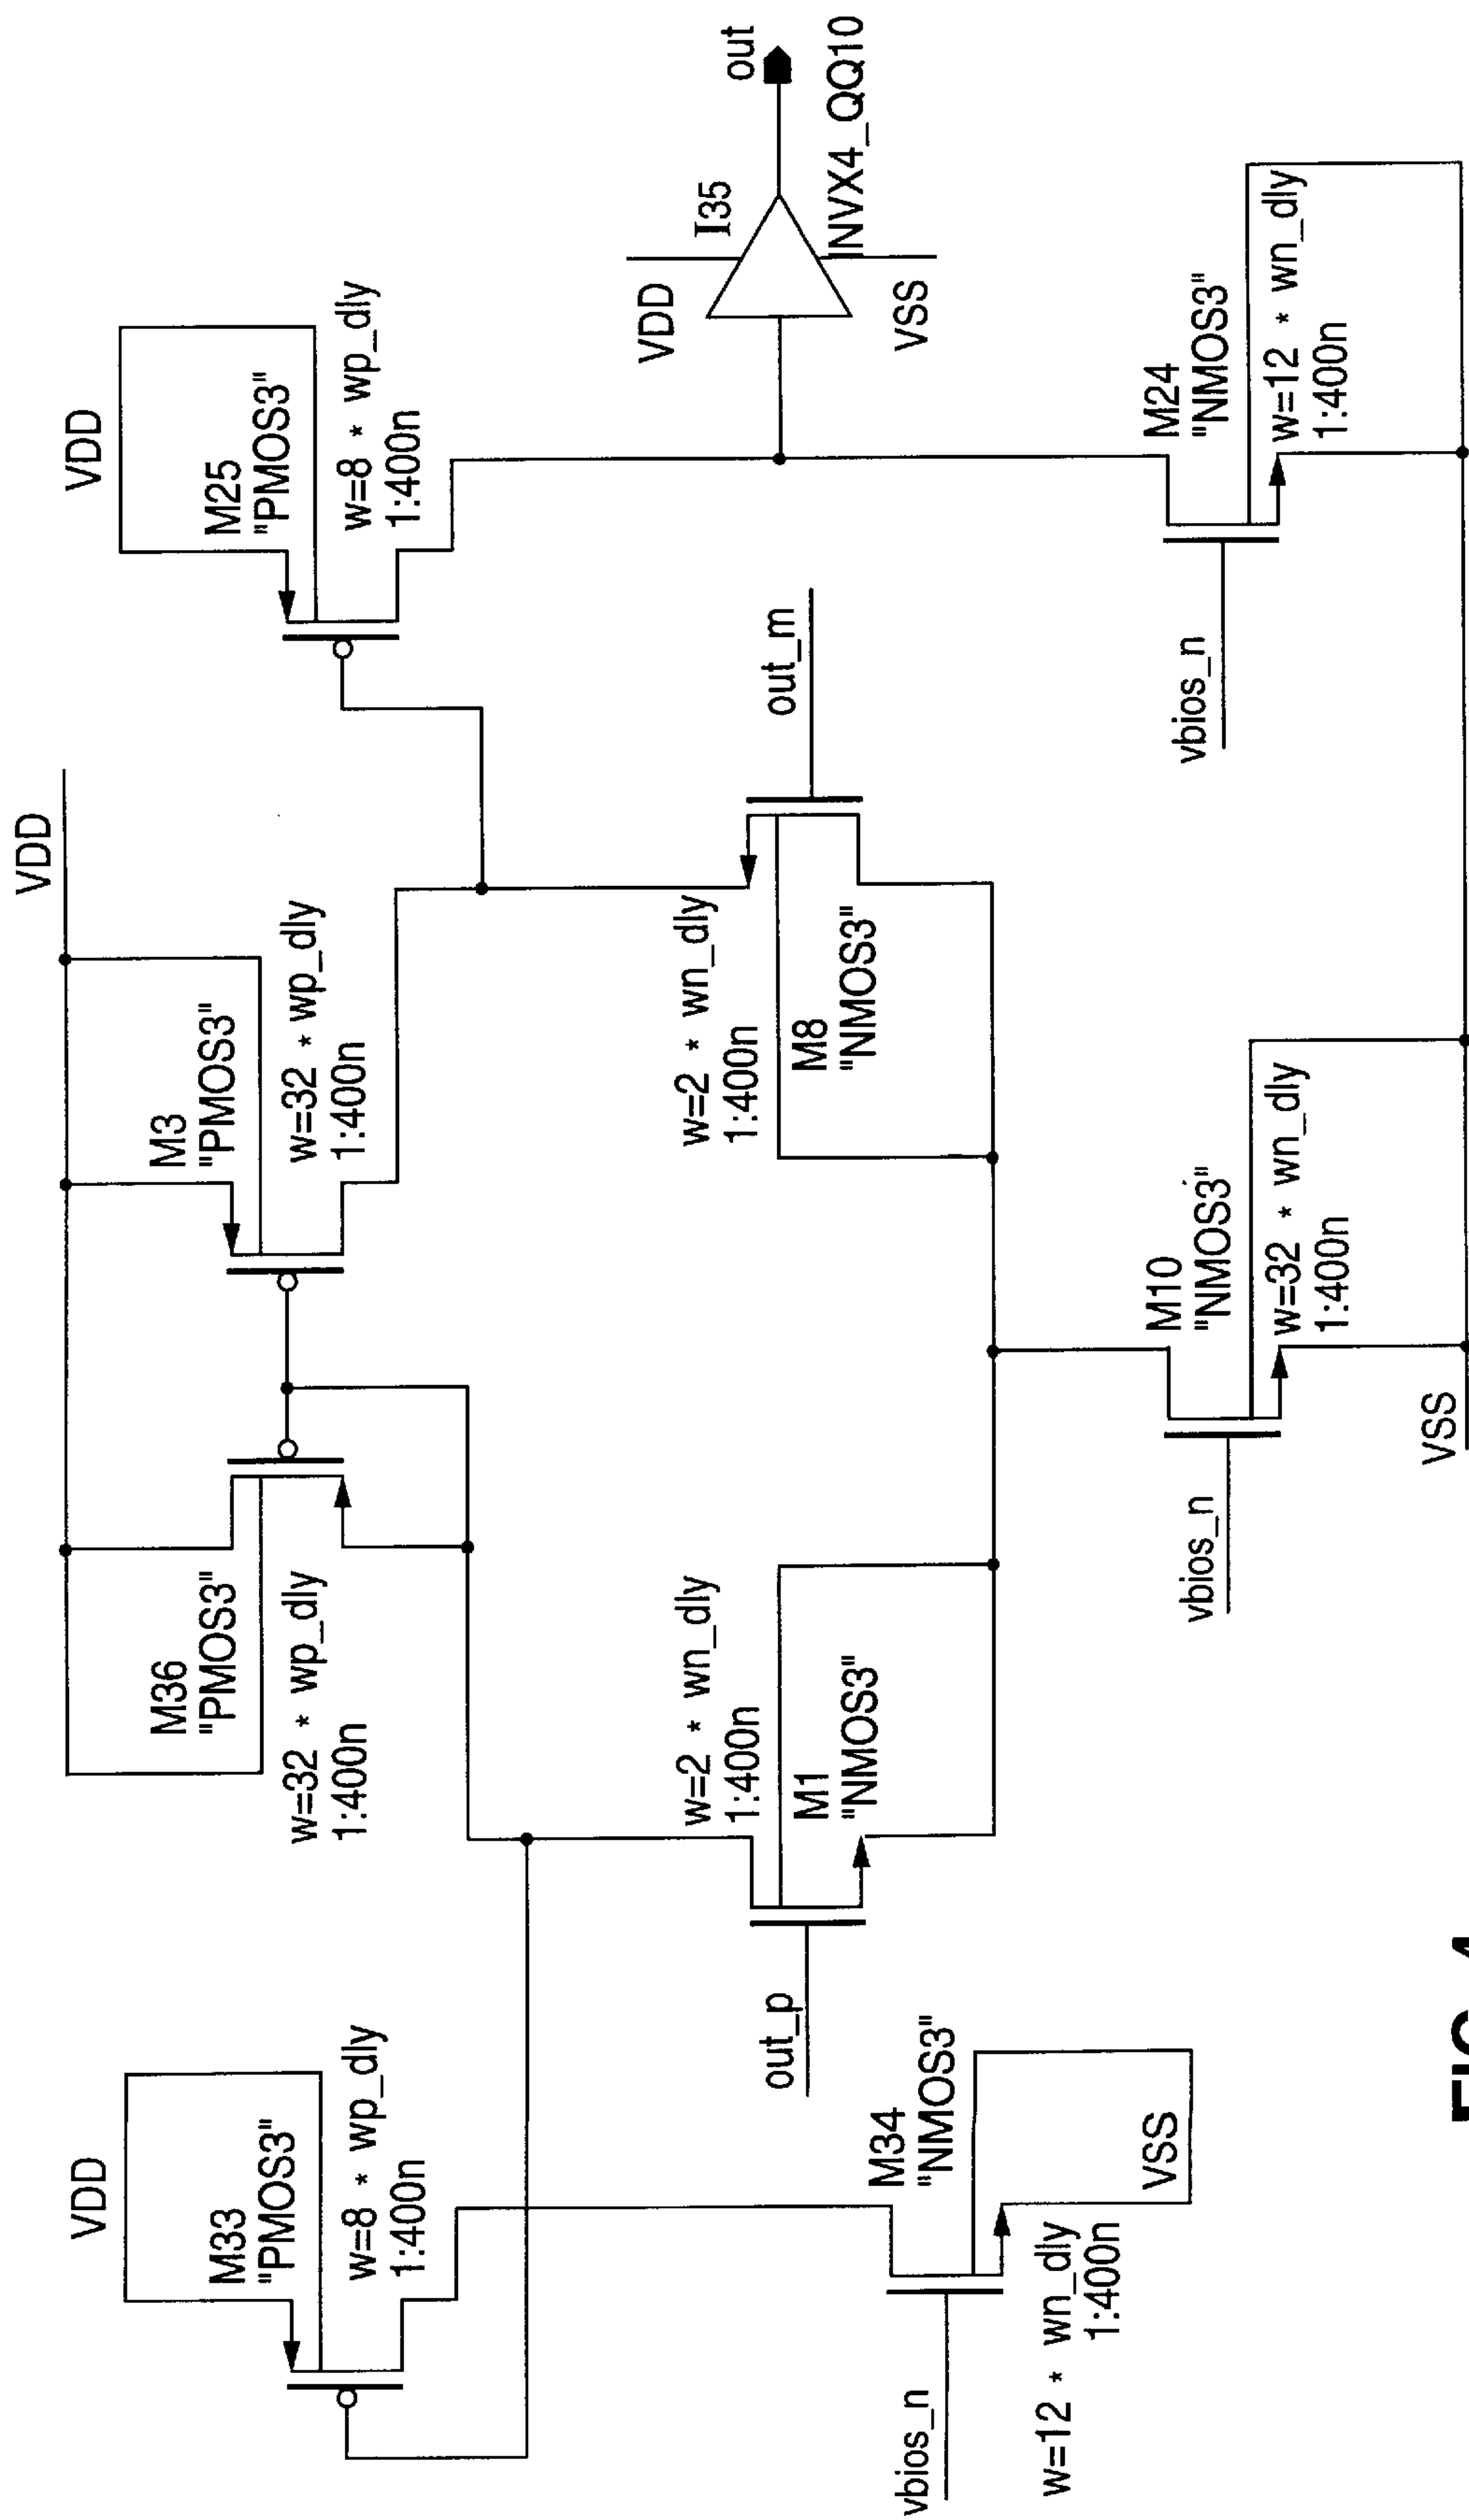 VDD
VDD
VDD
M33
"PMOS3"
w=8 * wp_dly
1:400n
M36
"PMOS3"
w=32 * wp_dly
1:400n
M3
"PMOS3"
w=32 * wp_dly
1:400n
M25
"PMOS3"
w=8 * wp_dly
1:400n
out_p
w=2 * wn_dly
1:400n
M1
"NMOS3"
w=2 * wn_dly
1:400n
M8
"NMOS3"
out_m
VDD
I35
out
VSS
INVX4_QQ10
vbios_n
M34
"NMOS3"
w=12 * wn_dly
1:400n
VSS
vbios_n
M10
"NMOS3"
w=32 * wn_dly
1:400n
VSS
vbios_n
M24
"NMOS3"
w=12 * wn_dly
1:400n